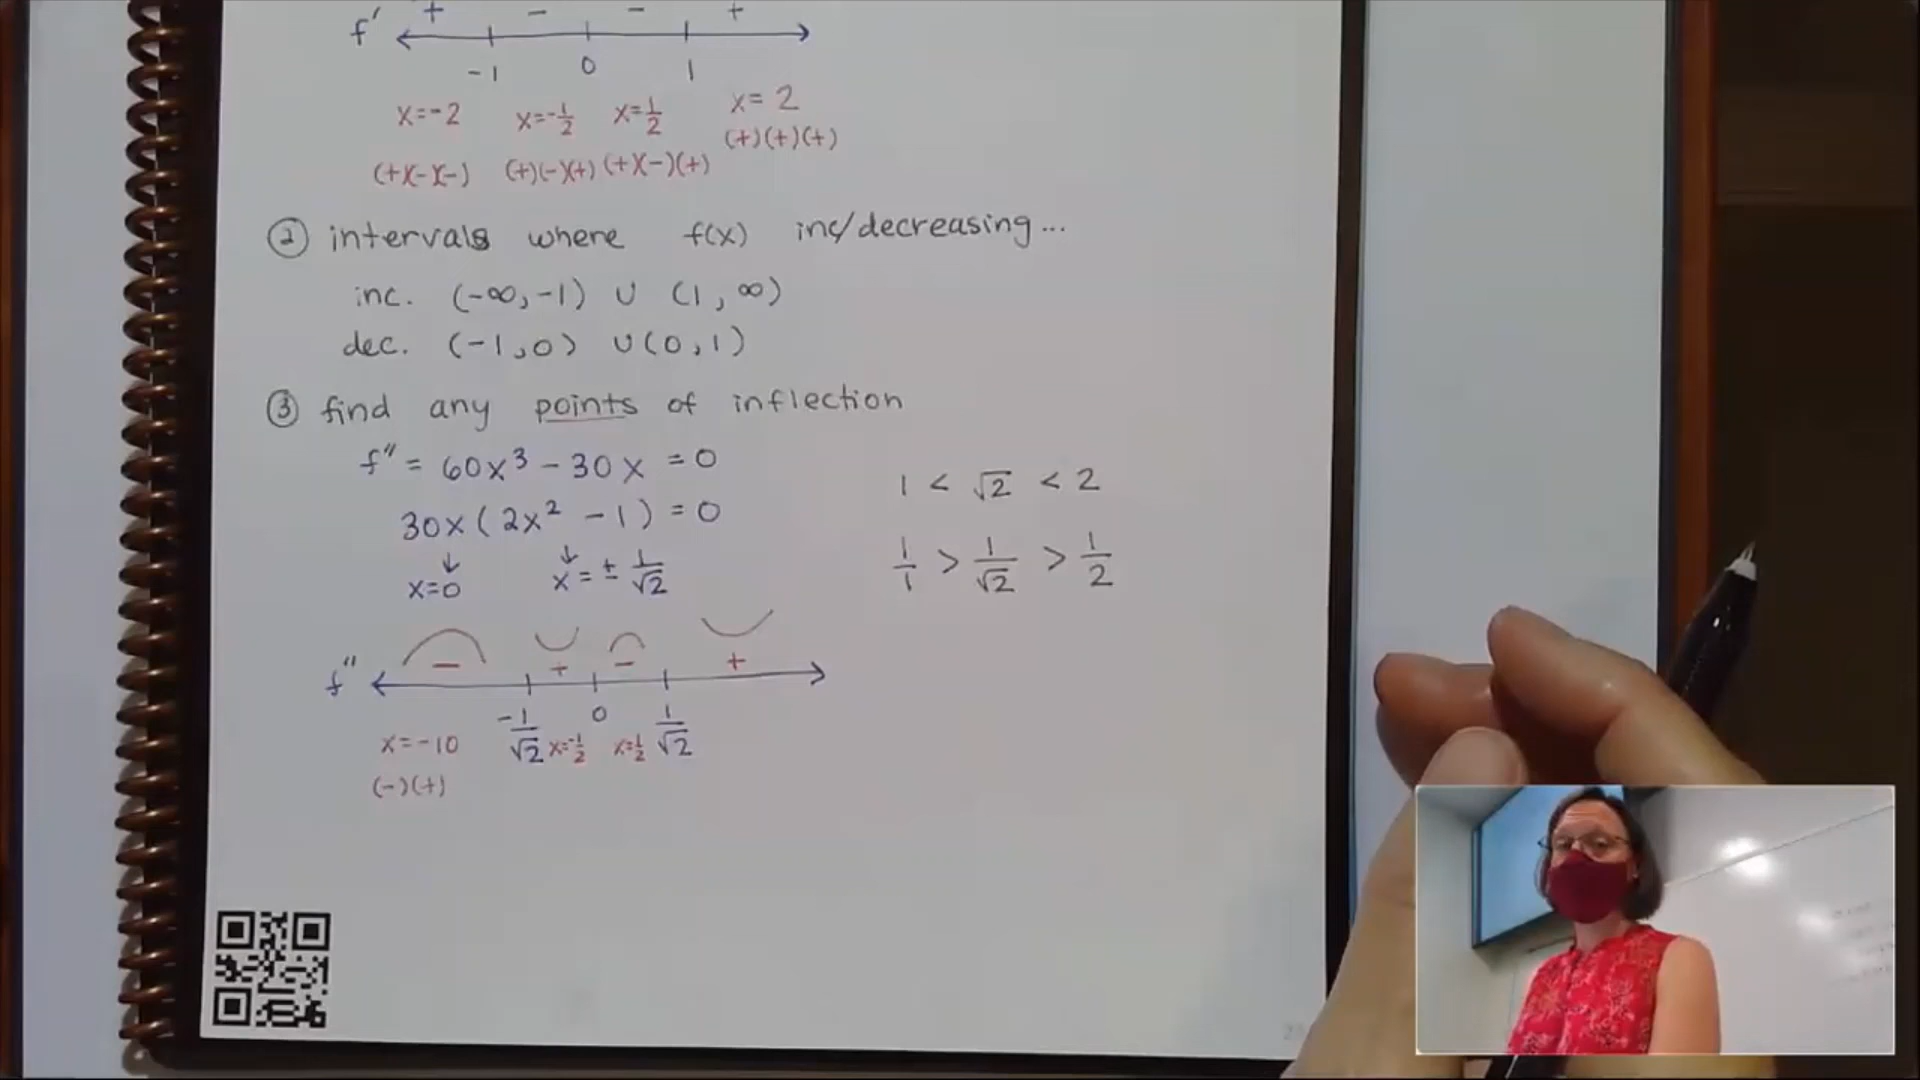 f' + - - +
-1 0 1
x=-2 x=-1/2 x=1/2 x=2
(+)(-)(-) (+)(-)(+) (+)(-)(+) (+)(+)(+)
② intervals where f(x) inc/decreasing...
inc. (-∞,-1) ∪ (1,∞)
dec. (-1,0) ∪ (0,1)
③ find any points of inflection
f" = 60x³ - 30x = 0
30x(2x² - 1) = 0
↓ ↓
x=0 x=± 1/√2
1 < √2 < 2
1/1 > 1/√2 > 1/2
f" - + - +
-1/√2 0 1/√2
x=-10 x=-1/2 x=1/2
(-)(+)